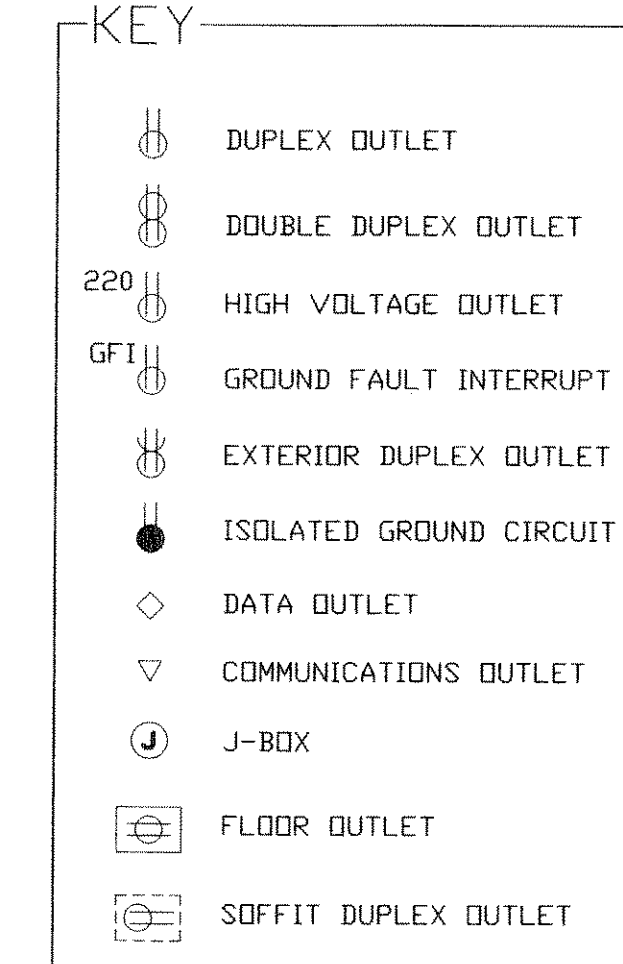 KEY
DUPLEX OUTLET
DOUBLE DUPLEX OUTLET
220 HIGH VOLTAGE OUTLET
GFI GROUND FAULT INTERRUPT
EXTERIOR DUPLEX OUTLET
ISOLATED GROUND CIRCUIT
DATA OUTLET
COMMUNICATIONS OUTLET
J J-BOX
FLOOR OUTLET
SOFFIT DUPLEX OUTLET